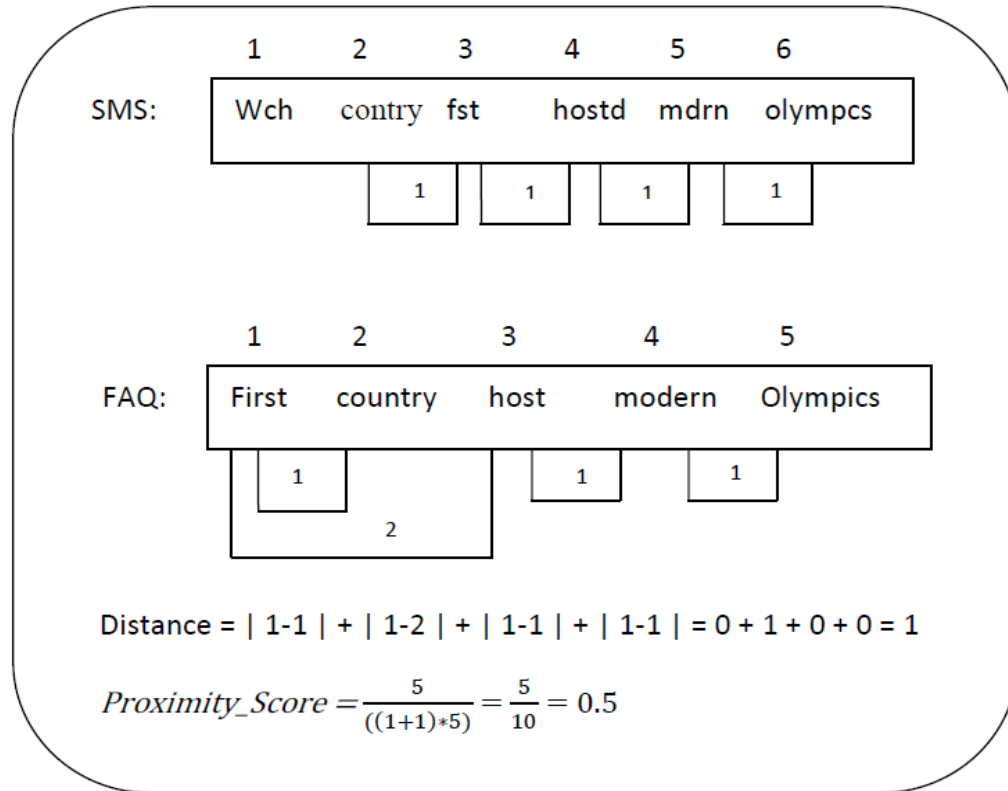 1 2 3 4 5 6
SMS: Wch contry fst hostd mdrn olympcs
1 1 1 1
1 2 3 4 5
FAQ: First country host modern Olympics
1 1 1
2
Distance = | 1-1 | + | 1-2 | + | 1-1 | + | 1-1 | = 0 + 1 + 0 + 0 = 1
Proximity_Score = 5/((1+1)*5) = 5/10 = 0.5